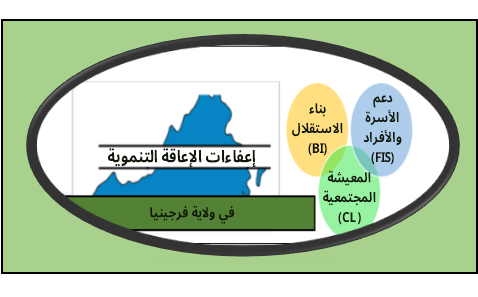 دعم
الأسرة
والأفراد
(FIS)
بناء
الاستقلال
(BI)
المعيشة
المجتمعية
(CL)
إعفاءات الإعاقة التنموية
في ولاية فرجينيا